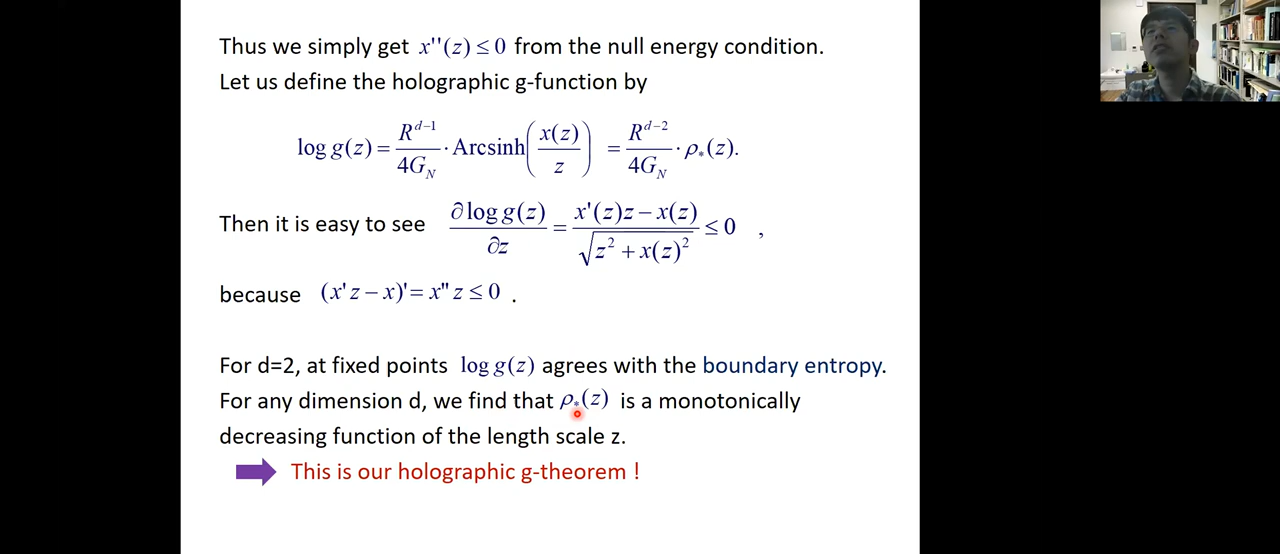 Thus we simply get x''(z) ≤ 0 from the null energy condition.
Let us define the holographic g-function by
log g(z) = R^{d-1}/4G_N · Arcsinh(x(z)/z) = R^{d-2}/4G_N · ρ_*(z).
Then it is easy to see ∂ log g(z)/∂z = (x'(z)z − x(z))/√(z² + x(z)²) ≤ 0 ,
because (x' z − x)' = x'' z ≤ 0 .
For d=2, at fixed points log g(z) agrees with the boundary entropy.
For any dimension d, we find that ρ_*(z) is a monotonically
decreasing function of the length scale z.
This is our holographic g-theorem !